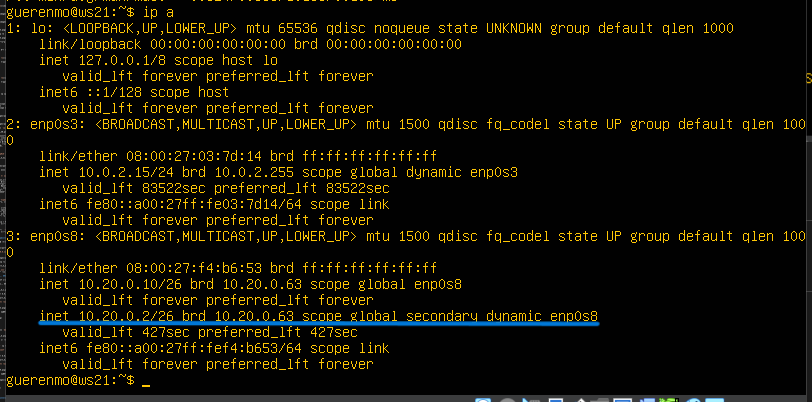 guerenmo@ws21:~$ ip a
1: lo: <LOOPBACK,UP,LOWER_UP> mtu 65536 qdisc noqueue state UNKNOWN group default qlen 1000
    link/loopback 00:00:00:00:00:00 brd 00:00:00:00:00:00
    inet 127.0.0.1/8 scope host lo
       valid_lft forever preferred_lft forever
    inet6 ::1/128 scope host
       valid_lft forever preferred_lft forever
2: enp0s3: <BROADCAST,MULTICAST,UP,LOWER_UP> mtu 1500 qdisc fq_codel state UP group default qlen 100
0
    link/ether 08:00:27:03:7d:14 brd ff:ff:ff:ff:ff:ff
    inet 10.0.2.15/24 brd 10.0.2.255 scope global dynamic enp0s3
       valid_lft 83522sec preferred_lft 83522sec
    inet6 fe80::a00:27ff:fe03:7d14/64 scope link
       valid_lft forever preferred_lft forever
3: enp0s8: <BROADCAST,MULTICAST,UP,LOWER_UP> mtu 1500 qdisc fq_codel state UP group default qlen 100
0
    link/ether 08:00:27:f4:b6:53 brd ff:ff:ff:ff:ff:ff
    inet 10.20.0.10/26 brd 10.20.0.63 scope global enp0s8
       valid_lft forever preferred_lft forever
    inet 10.20.0.2/26 brd 10.20.0.63 scope global secondary dynamic enp0s8
       valid_lft 427sec preferred_lft 427sec
    inet6 fe80::a00:27ff:fef4:b653/64 scope link
       valid_lft forever preferred_lft forever
guerenmo@ws21:~$ _